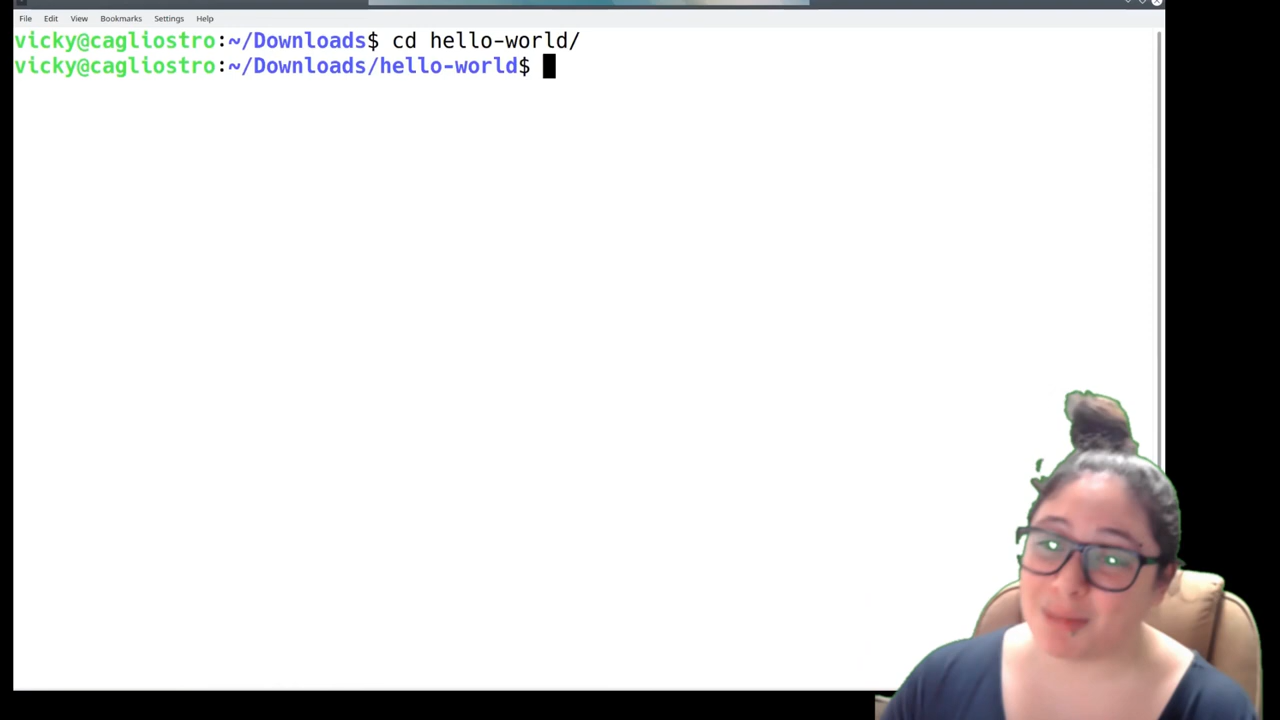 File Edit View Bookmarks Settings Help
vicky@cagliostro:~/Downloads$ cd hello-world/
vicky@cagliostro:~/Downloads/hello-world$